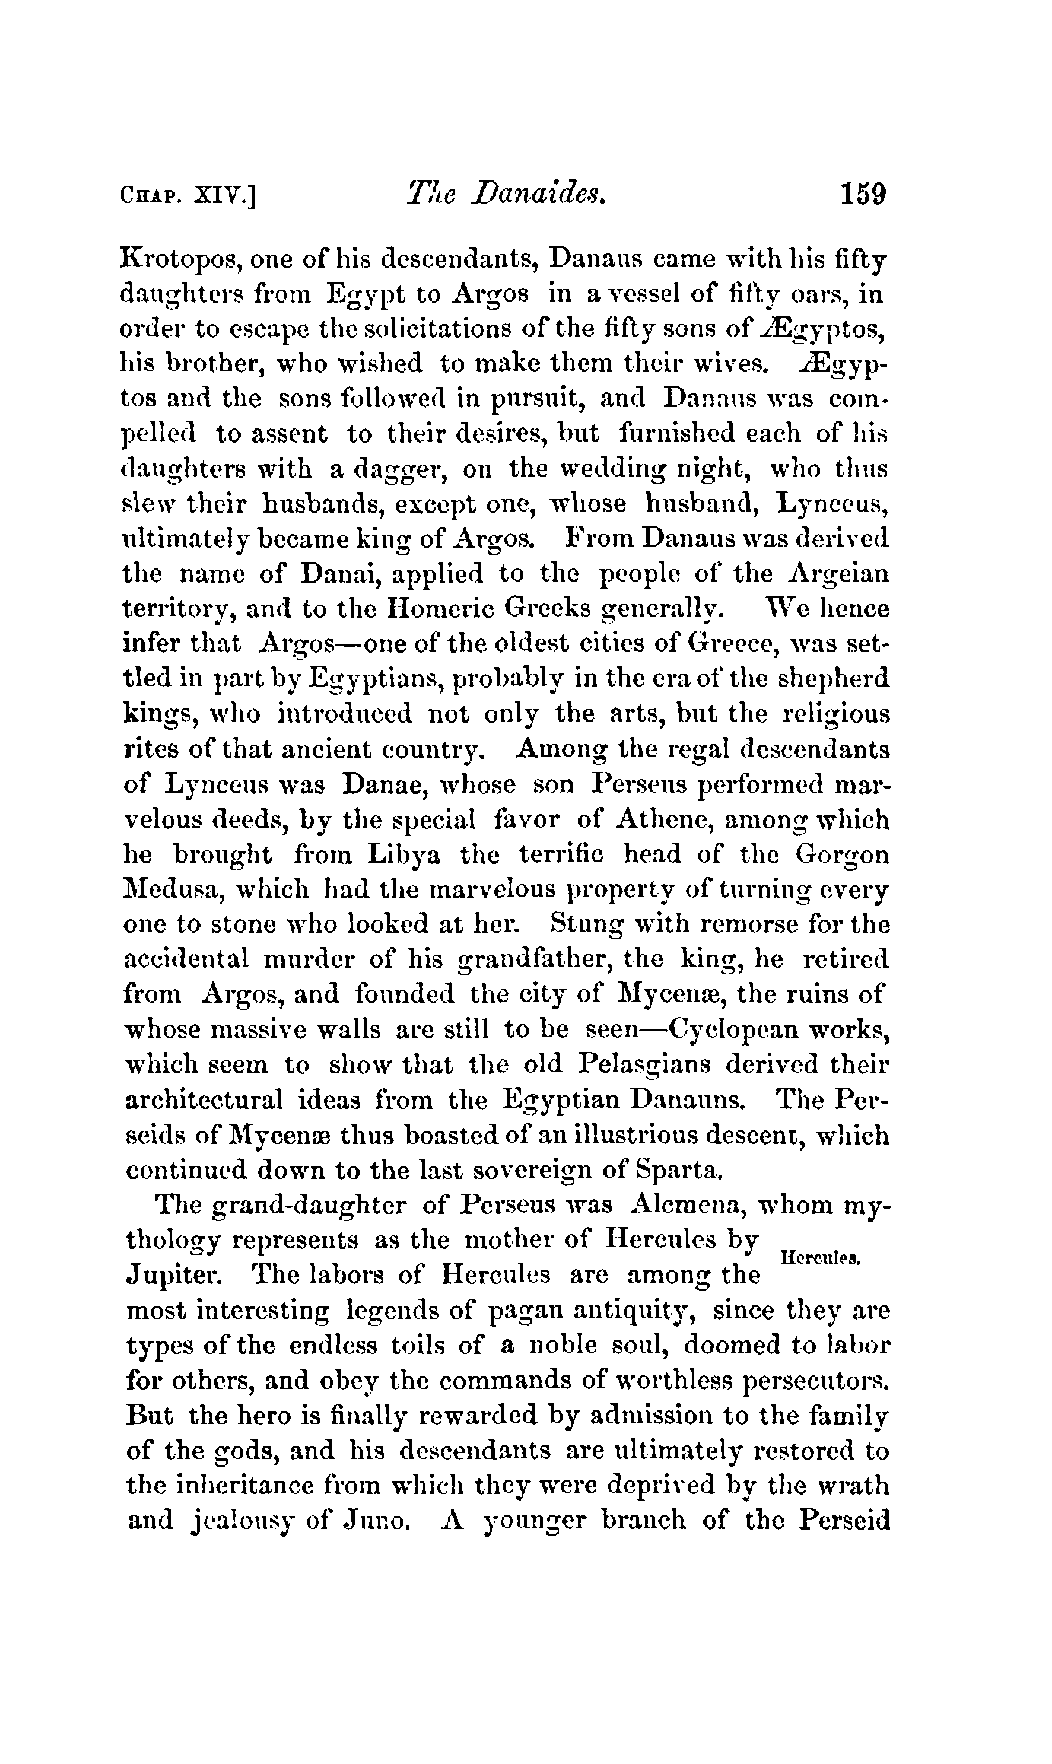 CHAP. XIV.] The Danaides. 159
Krotopos, one of his descendants, Danaus came with his fifty
daughters from Egypt to Argos in a vessel of fifty oars, in
order to escape the solicitations of the fifty sons of Ægyptos,
his brother, who wished to make them their wives. Ægyp-
tos and the sons followed in pursuit, and Danaus was com-
pelled to assent to their desires, but furnished each of his
daughters with a dagger, on the wedding night, who thus
slew their husbands, except one, whose husband, Lynceus,
ultimately became king of Argos. From Danaus was derived
the name of Danai, applied to the people of the Argeian
territory, and to the Homeric Greeks generally. We hence
infer that Argos—one of the oldest cities of Greece, was set-
tled in part by Egyptians, probably in the era of the shepherd
kings, who introduced not only the arts, but the religious
rites of that ancient country. Among the regal descendants
of Lynceus was Danae, whose son Perseus performed mar-
velous deeds, by the special favor of Athene, among which
he brought from Libya the terrific head of the Gorgon
Medusa, which had the marvelous property of turning every
one to stone who looked at her. Stung with remorse for the
accidental murder of his grandfather, the king, he retired
from Argos, and founded the city of Mycenæ, the ruins of
whose massive walls are still to be seen—Cyclopean works,
which seem to show that the old Pelasgians derived their
architectural ideas from the Egyptian Danauns. The Per-
seids of Mycenæ thus boasted of an illustrious descent, which
continued down to the last sovereign of Sparta.
The grand-daughter of Perseus was Alcmena, whom my-
thology represents as the mother of Hercules by
Hercules.
Jupiter. The labors of Hercules are among the
most interesting legends of pagan antiquity, since they are
types of the endless toils of a noble soul, doomed to labor
for others, and obey the commands of worthless persecutors.
But the hero is finally rewarded by admission to the family
of the gods, and his descendants are ultimately restored to
the inheritance from which they were deprived by the wrath
and jealousy of Juno. A younger branch of the Perseid